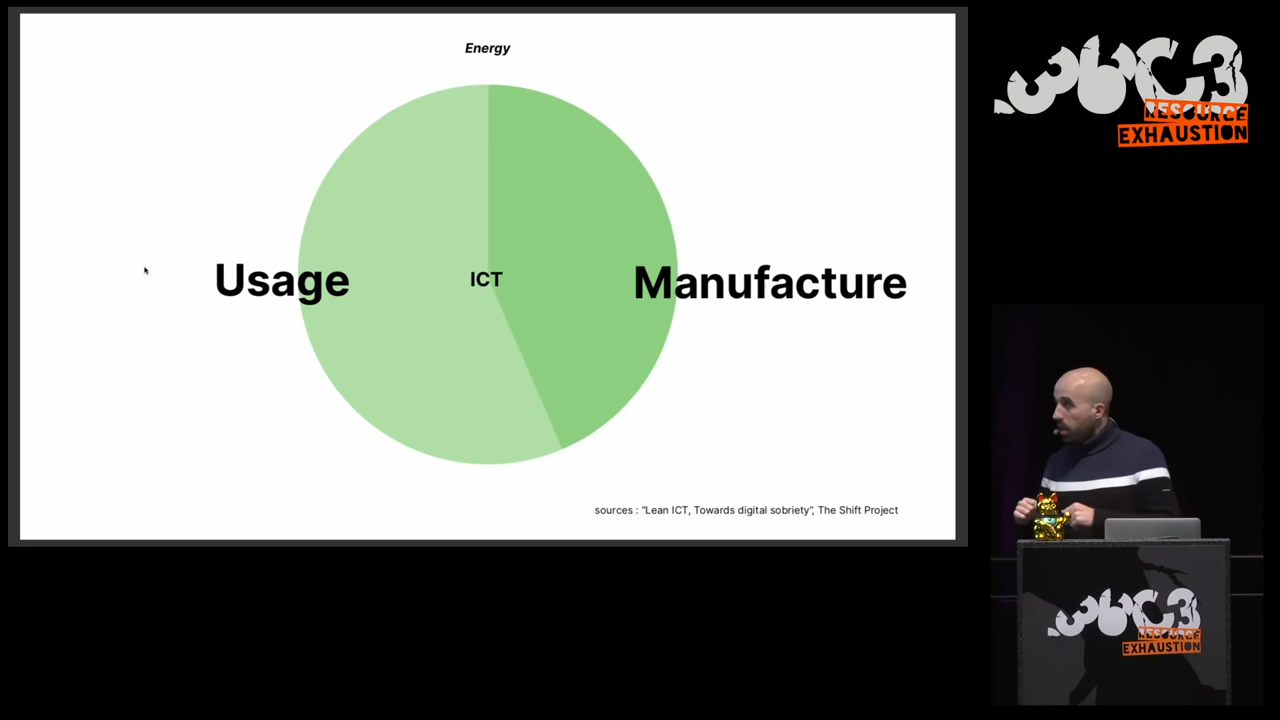 Energy
Usage
ICT
Manufacture
sources : “Lean ICT, Towards digital sobriety”, The Shift Project
36C3
RESOURCE
EXHAUSTION
36C3
RESOURCE
EXHAUSTION